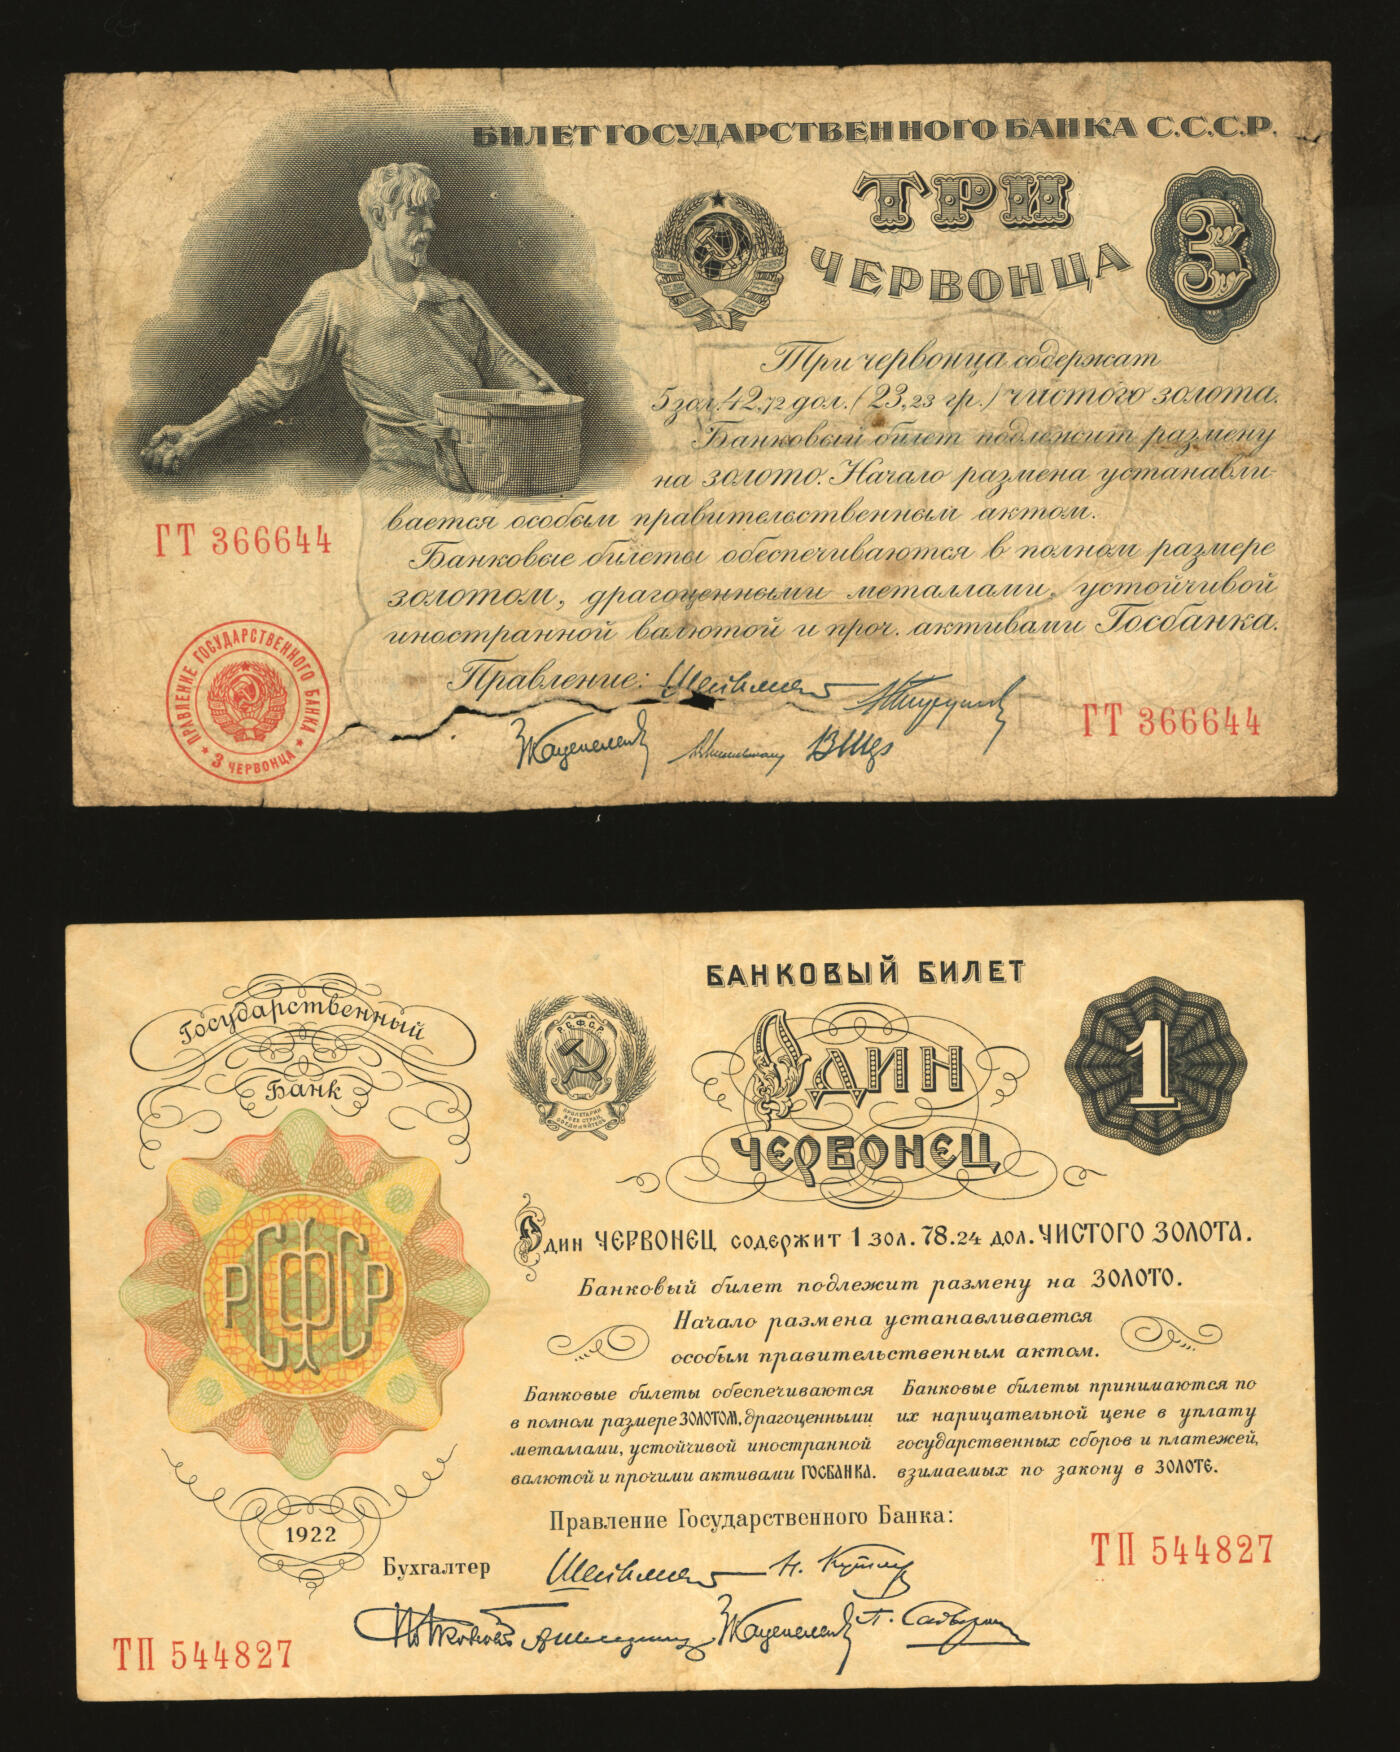 БИЛЕТ ГОСУДАРСТВЕННОГО БАНКА С.С.С.Р.
ТРИ
ЧЕРВОНЦА
3
Три червонца содержат
5 зол. 42,72 дол. (23,23 гр.) чистого золота.
Банковый билет подлежит размену
на золото. Начало размена устанавли-
вается особым правительственным актом.
Банковые билеты обеспечиваются в полном размере
золотом, драгоценными металлами, устойчивой
иностранной валютой и проч. активами Госбанка.
Правление:
ГТ 366644
ГТ 366644
ПРАВЛЕНИЕ ГОСУДАРСТВЕННОГО БАНКА
3 ЧЕРВОНЦА
Государственный
Банк
РСФСР
1922
Р.С.Ф.С.Р.
ПРОЛЕТАРИИ
ВСЕХ СТРАН,
СОЕДИНЯЙТЕСЬ
БАНКОВЫЙ БИЛЕТ
Один
ЧЕРВОНЕЦ
1
Один ЧЕРВОНЕЦ содержит 1 зол. 78.24 дол. ЧИСТОГО ЗОЛОТА.
Банковый билет подлежит размену на ЗОЛОТО.
Начало размена устанавливается
особым правительственным актом.
Банковые билеты обеспечиваются
в полном размере ЗОЛОТОМ, драгоценными
металлами, устойчивой иностранной
валютой и прочими активами ГОСБАНКА.
Банковые билеты принимаются по
их нарицательной цене в уплату
государственных сборов и платежей,
взимаемых по закону в ЗОЛОТЕ.
Правление Государственного Банка:
Бухгалтер
ТП 544827
ТП 544827